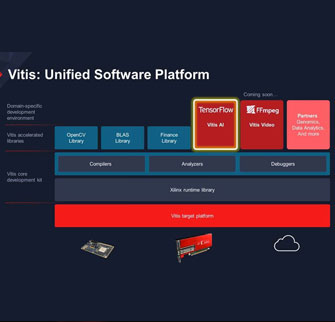 Vitis: Unified Software Platform
Coming soon...
Domain-specific
development
environment
TensorFlow
Vitis AI
FFmpeg
Vitis Video
Partners
Genomics,
Data Analytics,
And more
Vitis accelerated
libraries
OpenCV
Library
BLAS
Library
Finance
Library
Vitis core
development kit
Compilers
Analyzers
Debuggers
Xilinx runtime library
Vitis target platform